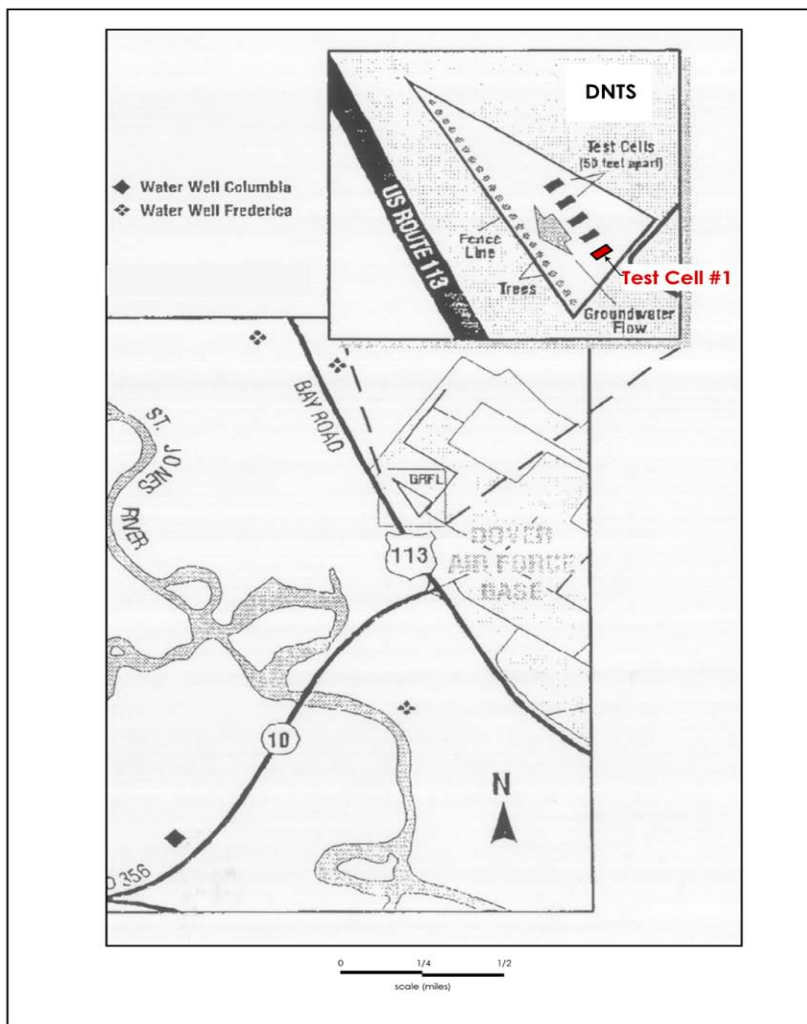 DNTS
Test Cells
(50 feet apart)
Water Well Columbia
Water Well Frederica
US ROUTE 113
Fence
Line
Trees
Test Cell #1
Groundwater
Flow
BAY ROAD
ST. JONES RIVER
GRFL
113
DOVER
AIR FORCE
BASE
10
N
356
0 1/4 1/2
scale (miles)